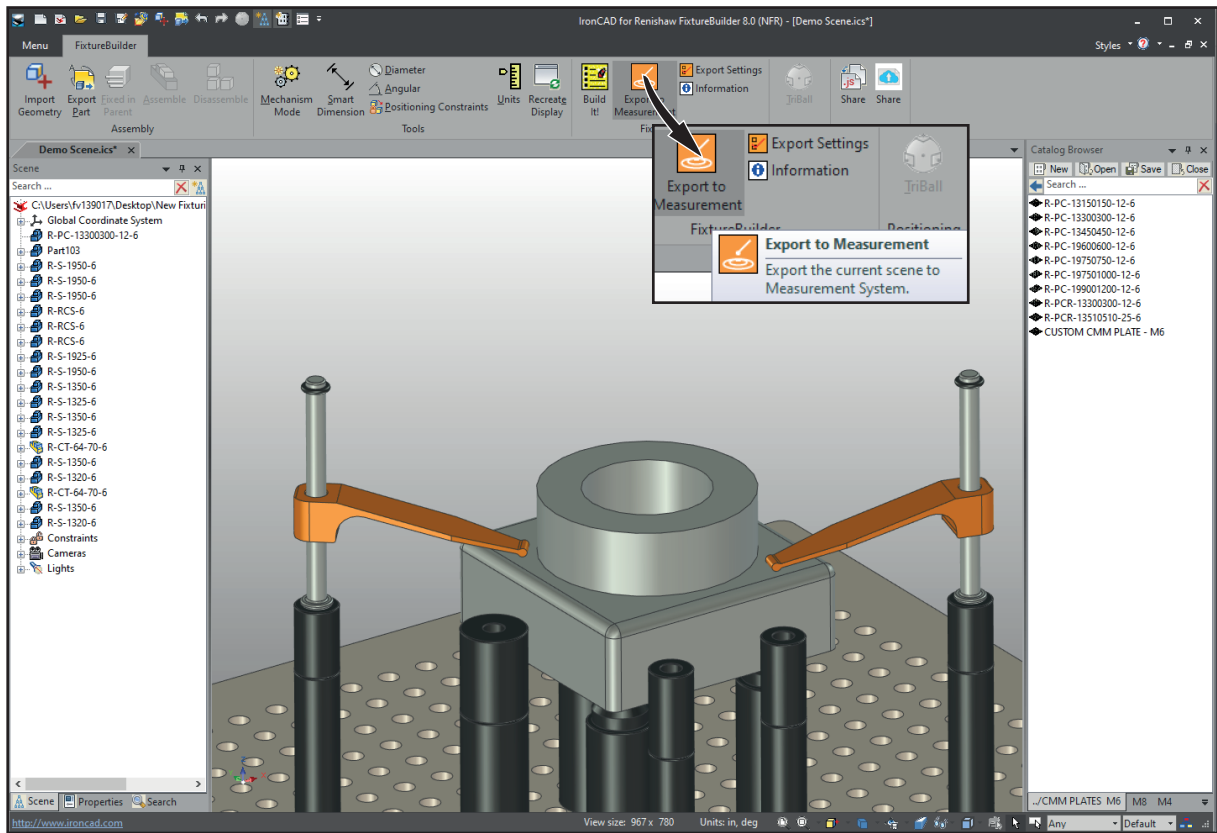 IronCAD for Renishaw FixtureBuilder 8.0 (NFR) - [Demo Scene.ics*]
Menu
FixtureBuilder
Styles
Import Geometry
Export Part
Fixed in Parent
Assemble
Disassemble
Assembly
Mechanism Mode
Smart Dimension
Diameter
Angular
Positioning Constraints
Units
Recreate Display
Tools
Build It!
Export to Measurement
Export Settings
Information
TriBall
Share
Share
Export to
Measurement
Export Settings
Information
TriBall
FixtureBuilder
Positioning
Export to Measurement
Export the current scene to
Measurement System.
Demo Scene.ics*
Scene
Search ...
C:\Users\fv139017\Desktop\New Fixturi
Global Coordinate System
R-PC-13300300-12-6
Part103
R-S-1950-6
R-S-1950-6
R-S-1950-6
R-RCS-6
R-RCS-6
R-RCS-6
R-S-1925-6
R-S-1950-6
R-S-1350-6
R-S-1325-6
R-S-1350-6
R-S-1325-6
R-CT-64-70-6
R-S-1350-6
R-S-1320-6
R-CT-64-70-6
R-S-1350-6
R-S-1320-6
Constraints
Cameras
Lights
Scene
Properties
Search
Catalog Browser
New
Open
Save
Close
Search ...
R-PC-13150150-12-6
R-PC-13300300-12-6
R-PC-13450450-12-6
R-PC-19600600-12-6
R-PC-19750750-12-6
R-PC-197501000-12-6
R-PC-199001200-12-6
R-PCR-13300300-12-6
R-PCR-13510510-25-6
CUSTOM CMM PLATE - M6
../CMM PLATES M6
M8
M4
http://www.ironcad.com
View size: 967 x 780
Units: in, deg
Any
Default